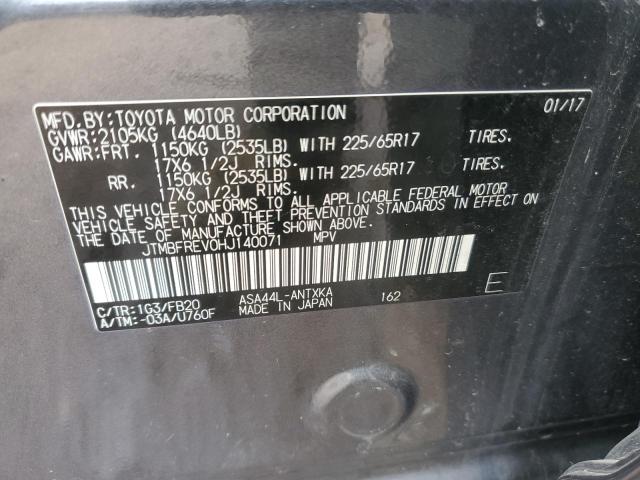 MFD.BY:TOYOTA MOTOR CORPORATION 01/17
GVWR:2105KG (4640LB)
GAWR:FRT. 1150KG (2535LB) WITH 225/65R17 TIRES.
17X6 1/2J RIMS.
RR. 1150KG (2535LB) WITH 225/65R17 TIRES.
17X6 1/2J RIMS.
THIS VEHICLE CONFORMS TO ALL APPLICABLE FEDERAL MOTOR
VEHICLE SAFETY AND THEFT PREVENTION STANDARDS IN EFFECT ON
THE DATE OF MANUFACTURE SHOWN ABOVE.
JTMBFREV0HJ140071 MPV
C/TR:1G3/FB20 ASA44L-ANTXKA 162 E
A/TM:-03A/U760F MADE IN JAPAN